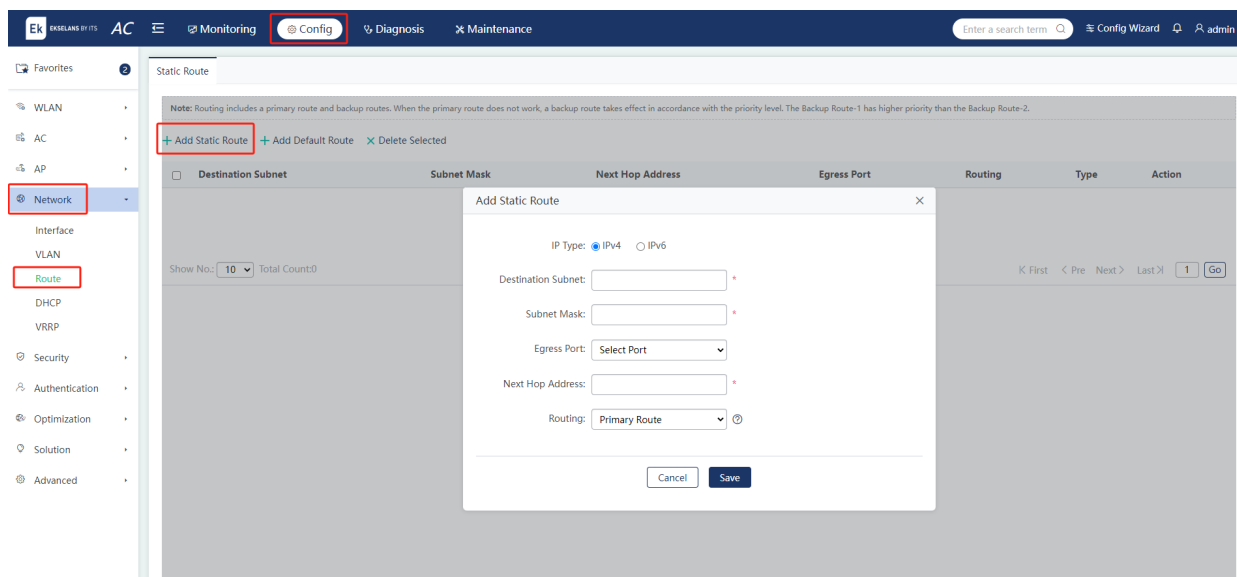 Ek EKSELANS BY ITS AC Monitoring Config Diagnosis Maintenance Enter a search term Config Wizard admin
Favorites 2
Static Route
Note: Routing includes a primary route and backup routes. When the primary route does not work, a backup route takes effect in accordance with the priority level. The Backup Route-1 has higher priority than the Backup Route-2.
Add Static Route Add Default Route Delete Selected
Destination Subnet Subnet Mask Next Hop Address Egress Port Routing Type Action
Show No.: 10 Total Count:0 First Pre Next Last 1 Go
WLAN
AC
AP
Network
Interface
VLAN
Route
DHCP
VRRP
Security
Authentication
Optimization
Solution
Advanced
Add Static Route
IP Type: IPv4 IPv6
Destination Subnet: *
Subnet Mask: *
Egress Port: Select Port
Next Hop Address: *
Routing: Primary Route
Cancel Save